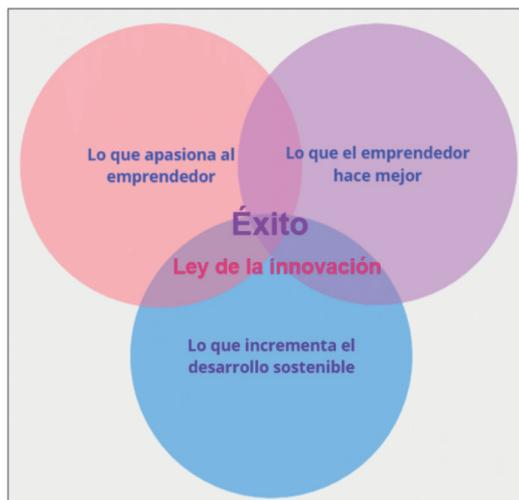 Lo que apasiona al
emprendedor
Lo que el emprendedor
hace mejor
Éxito
Ley de la innovación
Lo que incrementa el
desarrollo sostenible